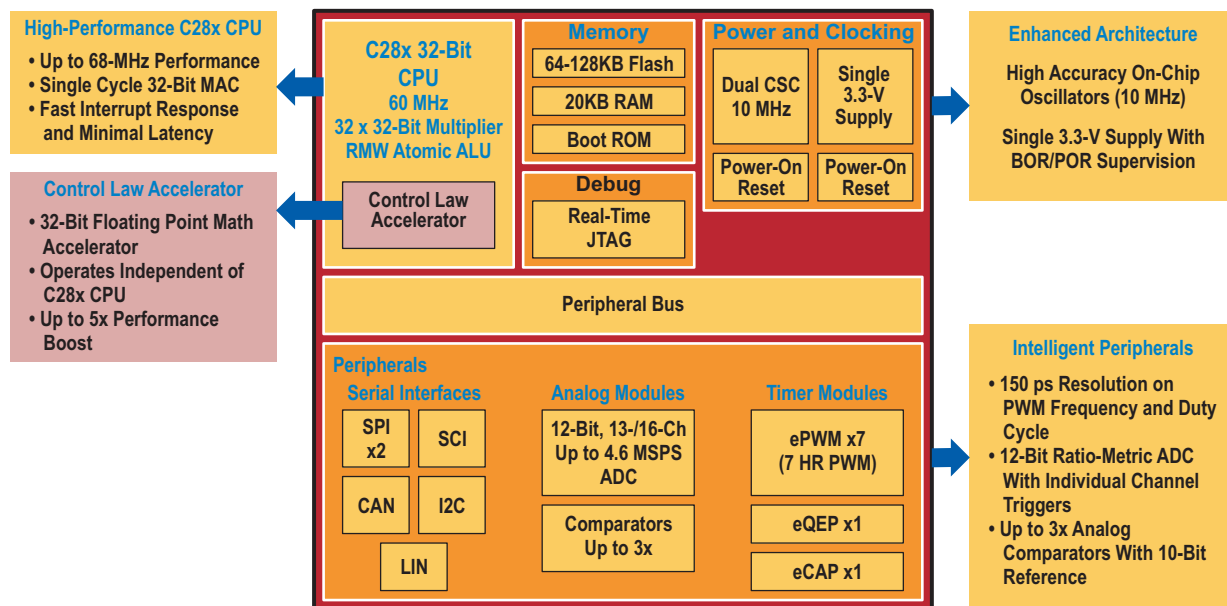 High-Performance C28x CPU
• Up to 68-MHz Performance
• Single Cycle 32-Bit MAC
• Fast Interrupt Response
and Minimal Latency
Control Law Accelerator
• 32-Bit Floating Point Math
Accelerator
• Operates Independent of
C28x CPU
• Up to 5x Performance
Boost
C28x 32-Bit
CPU
60 MHz
32 x 32-Bit Multiplier
RMW Atomic ALU
Control Law
Accelerator
Memory
64-128KB Flash
20KB RAM
Boot ROM
Debug
Real-Time
JTAG
Power and Clocking
Dual CSC
10 MHz
Single
3.3-V
Supply
Power-On
Reset
Power-On
Reset
Enhanced Architecture
High Accuracy On-Chip
Oscillators (10 MHz)
Single 3.3-V Supply With
BOR/POR Supervision
Peripheral Bus
Peripherals
Serial Interfaces
SPI
x2
SCI
CAN
I2C
LIN
Analog Modules
12-Bit, 13-/16-Ch
Up to 4.6 MSPS
ADC
Comparators
Up to 3x
Timer Modules
ePWM x7
(7 HR PWM)
eQEP x1
eCAP x1
Intelligent Peripherals
• 150 ps Resolution on
PWM Frequency and Duty
Cycle
• 12-Bit Ratio-Metric ADC
With Individual Channel
Triggers
• Up to 3x Analog
Comparators With 10-Bit
Reference